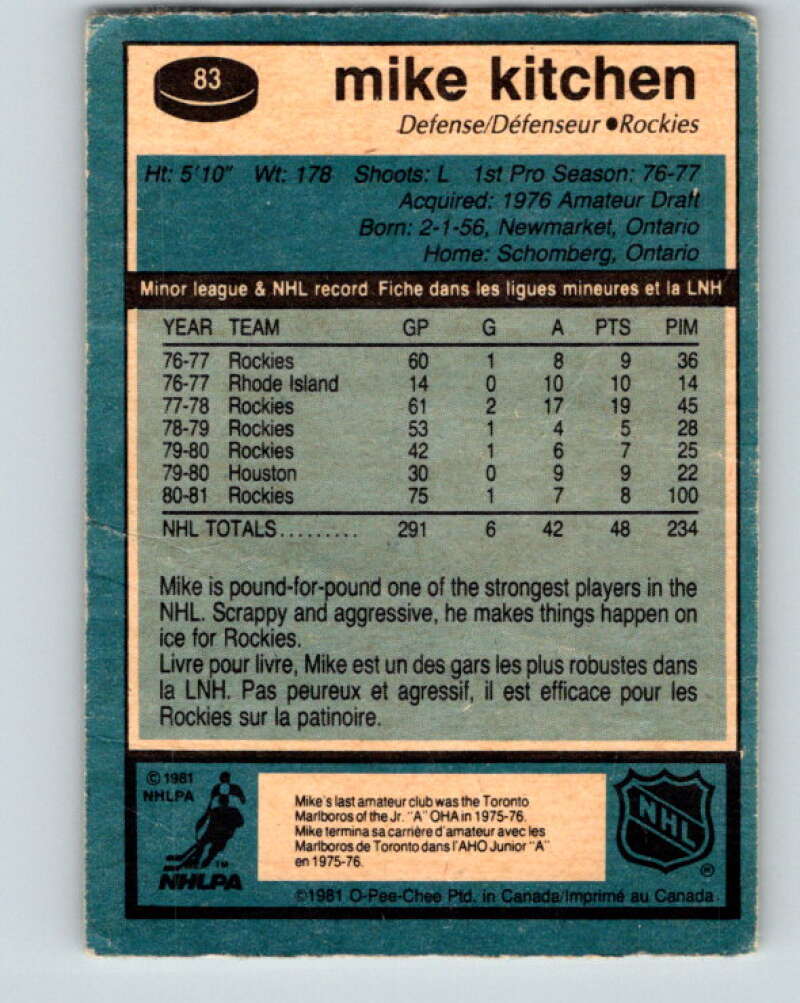 83
mike kitchen
Defense/Défenseur ● Rockies
Ht: 5'10" Wt: 178 Shoots: L 1st Pro Season: 76-77
Acquired: 1976 Amateur Draft
Born: 2-1-56, Newmarket, Ontario
Home: Schomberg, Ontario
Minor league & NHL record Fiche dans les ligues mineures et la LNH
YEAR TEAM GP G A PTS PIM
76-77 Rockies 60 1 8 9 36
76-77 Rhode Island 14 0 10 10 14
77-78 Rockies 61 2 17 19 45
78-79 Rockies 53 1 4 5 28
79-80 Rockies 42 1 6 7 25
79-80 Houston 30 0 9 9 22
80-81 Rockies 75 1 7 8 100
NHL TOTALS......... 291 6 42 48 234
Mike is pound-for-pound one of the strongest players in the
NHL. Scrappy and aggressive, he makes things happen on
ice for Rockies.
Livre pour livre, Mike est un des gars les plus robustes dans
la LNH. Pas peureux et agressif, il est efficace pour les
Rockies sur la patinoire.
© 1981
NHLPA
TM
NHLPA
Mike's last amateur club was the Toronto
Marlboros of the Jr. "A" OHA in 1975-76.
Mike termina sa carrière d'amateur avec les
Marlboros de Toronto dans l'AHO Junior "A"
en 1975-76.
NHL
®
©1981 O-Pee-Chee Ptd. in Canada/Imprimé au Canada